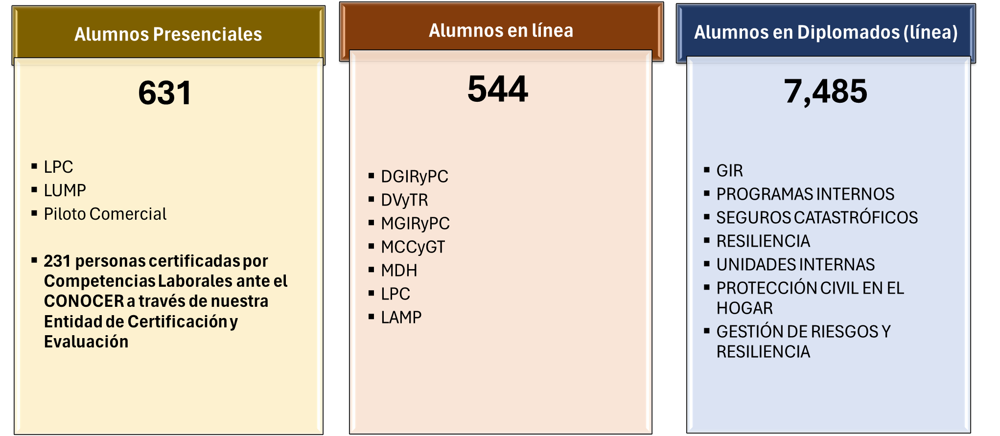 Alumnos Presenciales
631
LPC
LUMP
Piloto Comercial
231 personas certificadas por
Competencias Laborales ante el
CONOCER a través de nuestra
Entidad de Certificación y
Evaluación
Alumnos en línea
544
DGIRyPC
DVyTR
MGIRyPC
MCCyGT
MDH
LPC
LAMP
Alumnos en Diplomados (línea)
7,485
GIR
PROGRAMAS INTERNOS
SEGUROS CATASTRÓFICOS
RESILIENCIA
UNIDADES INTERNAS
PROTECCIÓN CIVIL EN EL
HOGAR
GESTIÓN DE RIESGOS Y
RESILIENCIA